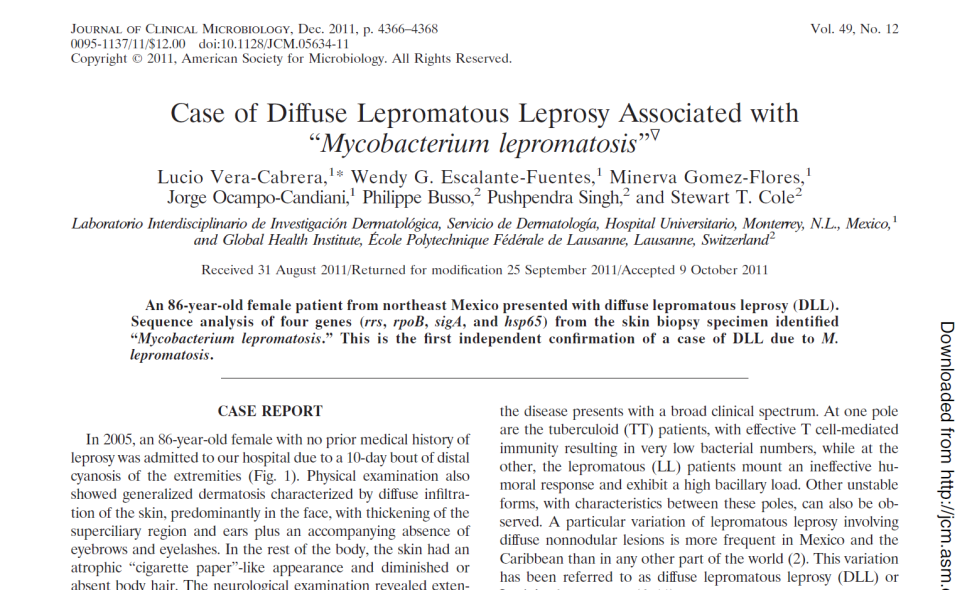 JOURNAL OF CLINICAL MICROBIOLOGY, Dec. 2011, p. 4366–4368
0095-1137/11/$12.00 doi:10.1128/JCM.05634-11
Copyright © 2011, American Society for Microbiology. All Rights Reserved.
Vol. 49, No. 12
Case of Diffuse Lepromatous Leprosy Associated with
“Mycobacterium lepromatosis”∇
Lucio Vera-Cabrera,1* Wendy G. Escalante-Fuentes,1 Minerva Gomez-Flores,1
Jorge Ocampo-Candiani,1 Philippe Busso,2 Pushpendra Singh,2 and Stewart T. Cole2
Laboratorio Interdisciplinario de Investigación Dermatológica, Servicio de Dermatología, Hospital Universitario, Monterrey, N.L., Mexico,1
and Global Health Institute, École Polytechnique Fédérale de Lausanne, Lausanne, Switzerland2
Received 31 August 2011/Returned for modification 25 September 2011/Accepted 9 October 2011
An 86-year-old female patient from northeast Mexico presented with diffuse lepromatous leprosy (DLL).
Sequence analysis of four genes (rrs, rpoB, sigA, and hsp65) from the skin biopsy specimen identified
“Mycobacterium lepromatosis.” This is the first independent confirmation of a case of DLL due to M.
lepromatosis.
CASE REPORT
In 2005, an 86-year-old female with no prior medical history of
leprosy was admitted to our hospital due to a 10-day bout of distal
cyanosis of the extremities (Fig. 1). Physical examination also
showed generalized dermatosis characterized by diffuse infiltra-
tion of the skin, predominantly in the face, with thickening of the
superciliary region and ears plus an accompanying absence of
eyebrows and eyelashes. In the rest of the body, the skin had an
atrophic “cigarette paper”-like appearance and diminished or
absent body hair. The neurological examination revealed exten-
the disease presents with a broad clinical spectrum. At one pole
are the tuberculoid (TT) patients, with effective T cell-mediated
immunity resulting in very low bacterial numbers, while at the
other, the lepromatous (LL) patients mount an ineffective hu-
moral response and exhibit a high bacillary load. Other unstable
forms, with characteristics between these poles, can also be ob-
served. A particular variation of lepromatous leprosy involving
diffuse nonnodular lesions is more frequent in Mexico and the
Caribbean than in any other part of the world (2). This variation
has been referred to as diffuse lepromatous leprosy (DLL) or
Downloaded from http://jcm.asm.